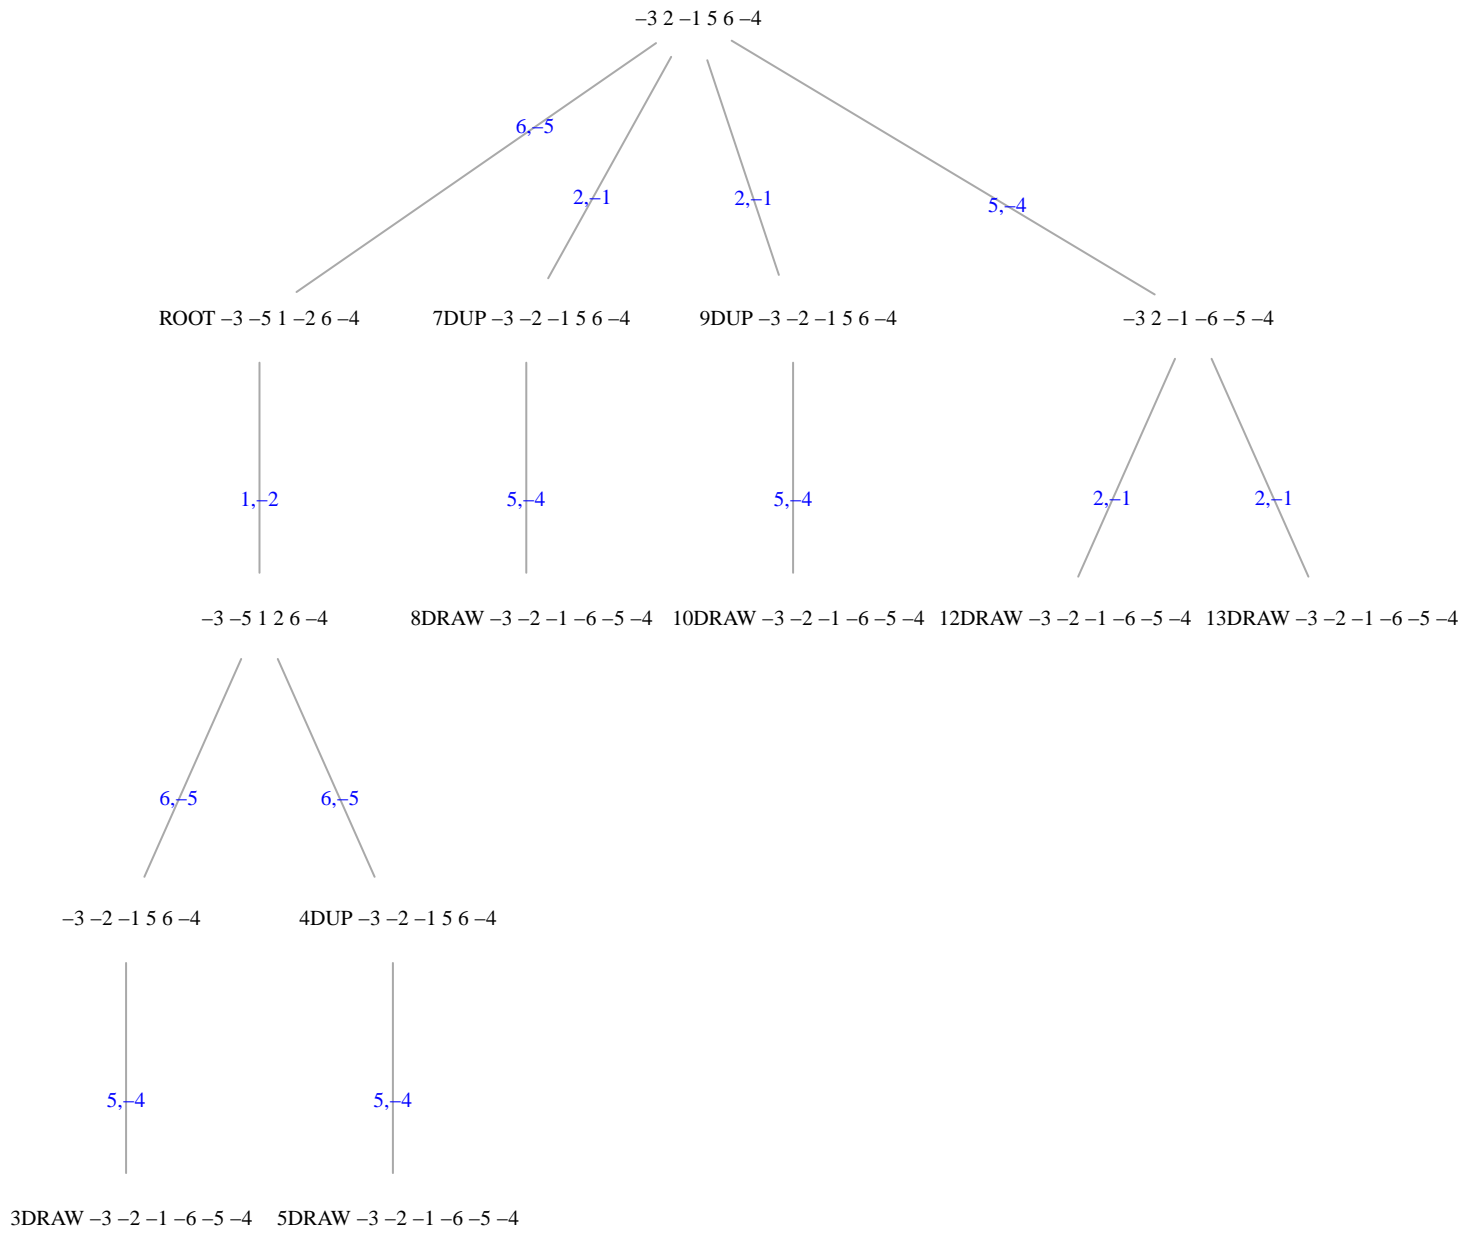 –3 2 –1 5 6 –4
6,–5
2,–1
2,–1
5,–4
ROOT –3 –5 1 –2 6 –4
7DUP –3 –2 –1 5 6 –4
9DUP –3 –2 –1 5 6 –4
–3 2 –1 –6 –5 –4
1,–2
5,–4
5,–4
2,–1
2,–1
–3 –5 1 2 6 –4
8DRAW –3 –2 –1 –6 –5 –4
10DRAW –3 –2 –1 –6 –5 –4
12DRAW –3 –2 –1 –6 –5 –4
13DRAW –3 –2 –1 –6 –5 –4
6,–5
6,–5
–3 –2 –1 5 6 –4
4DUP –3 –2 –1 5 6 –4
5,–4
5,–4
3DRAW –3 –2 –1 –6 –5 –4
5DRAW –3 –2 –1 –6 –5 –4